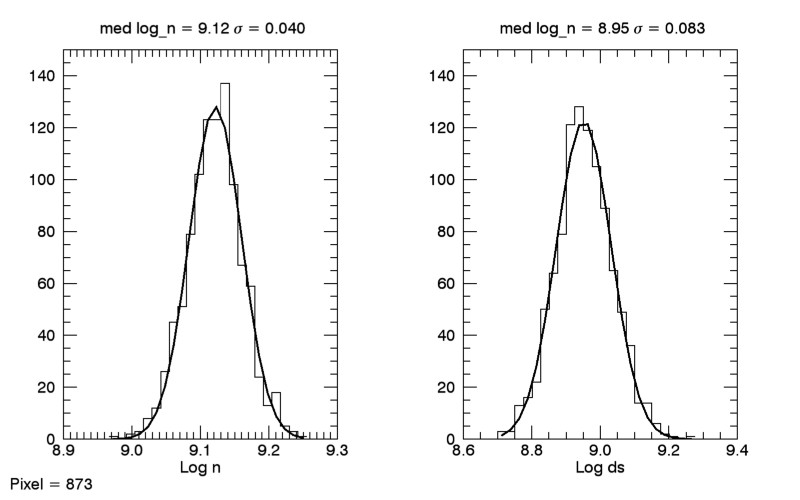 med log_n = 9.12 σ = 0.040
med log_n = 8.95 σ = 0.083
140
120
100
80
60
40
20
0
8.9 9.0 9.1 9.2 9.3
Log n
140
120
100
80
60
40
20
0
8.6 8.8 9.0 9.2 9.4
Log ds
Pixel = 873